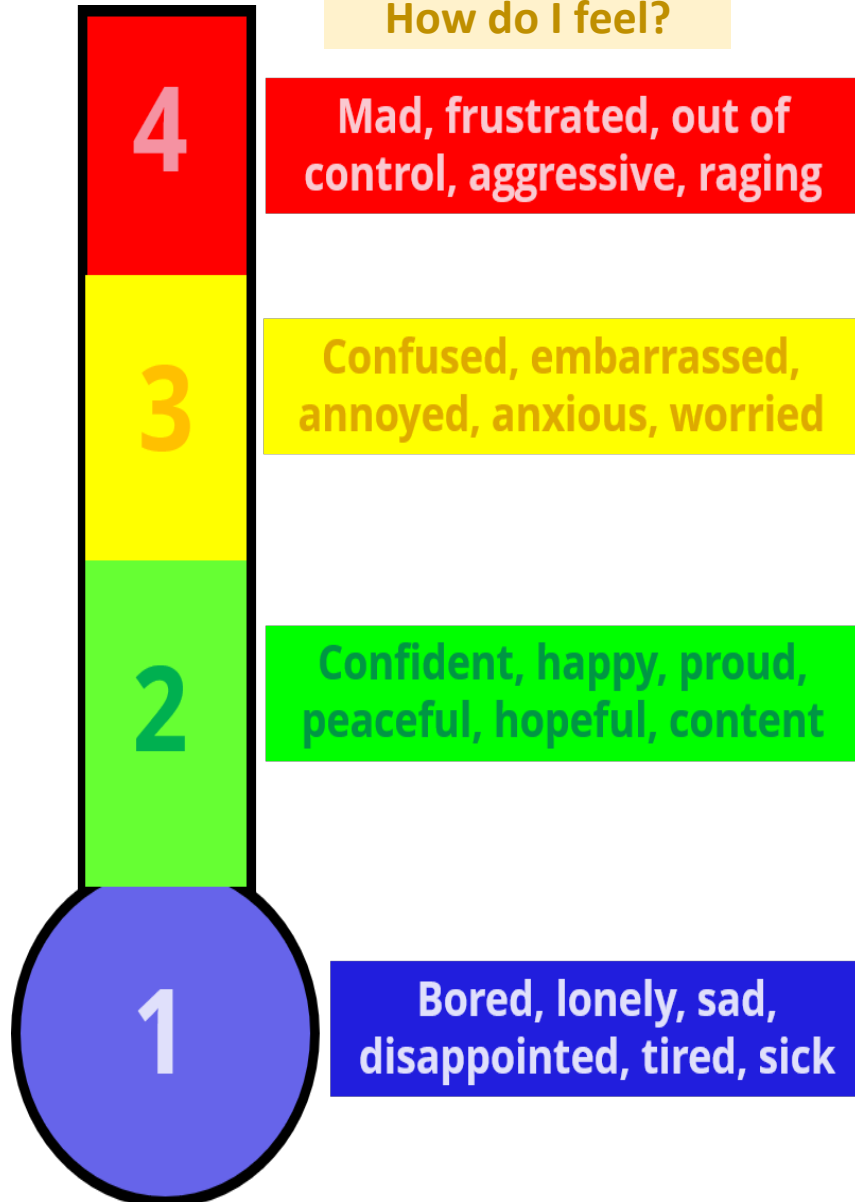 How do I feel?
4
Mad, frustrated, out of
control, aggressive, raging
3
Confused, embarrassed,
annoyed, anxious, worried
2
Confident, happy, proud,
peaceful, hopeful, content
1
Bored, lonely, sad,
disappointed, tired, sick